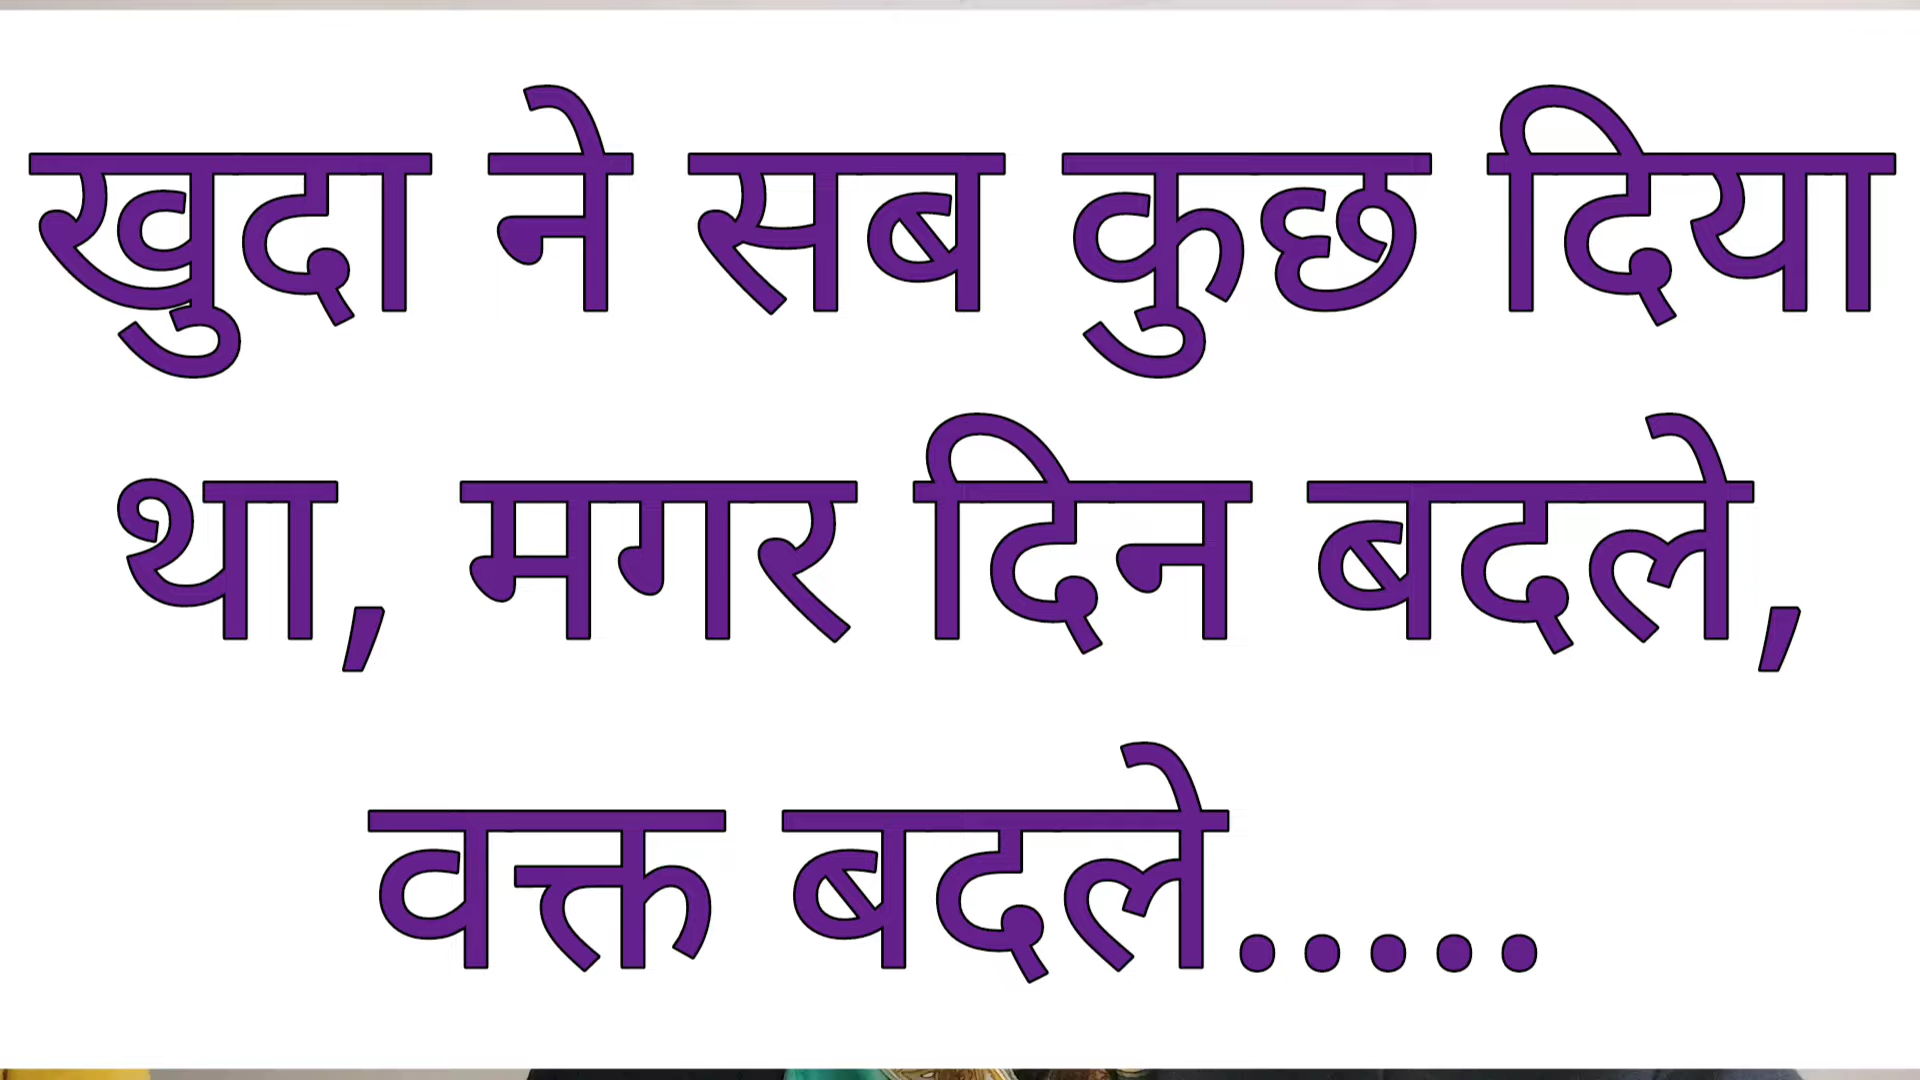 खुदा ने सब कुछ दिया
था, मगर दिन बदले,
वक्त बदले.....